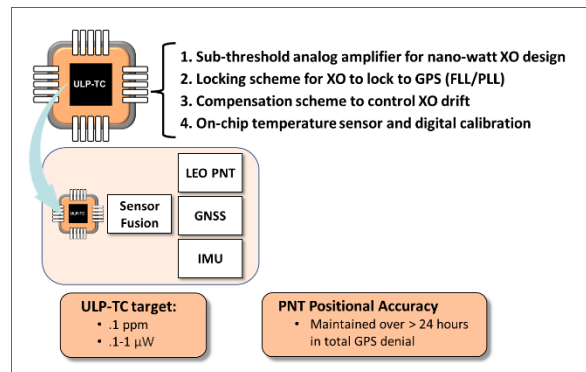 ULP-TC
1. Sub-threshold analog amplifier for nano-watt XO design
2. Locking scheme for XO to lock to GPS (FLL/PLL)
3. Compensation scheme to control XO drift
4. On-chip temperature sensor and digital calibration
LEO PNT
ULP-TC
Sensor
Fusion
GNSS
IMU
ULP-TC target:
• .1 ppm
• .1-1 µW
PNT Positional Accuracy
• Maintained over > 24 hours
in total GPS denial